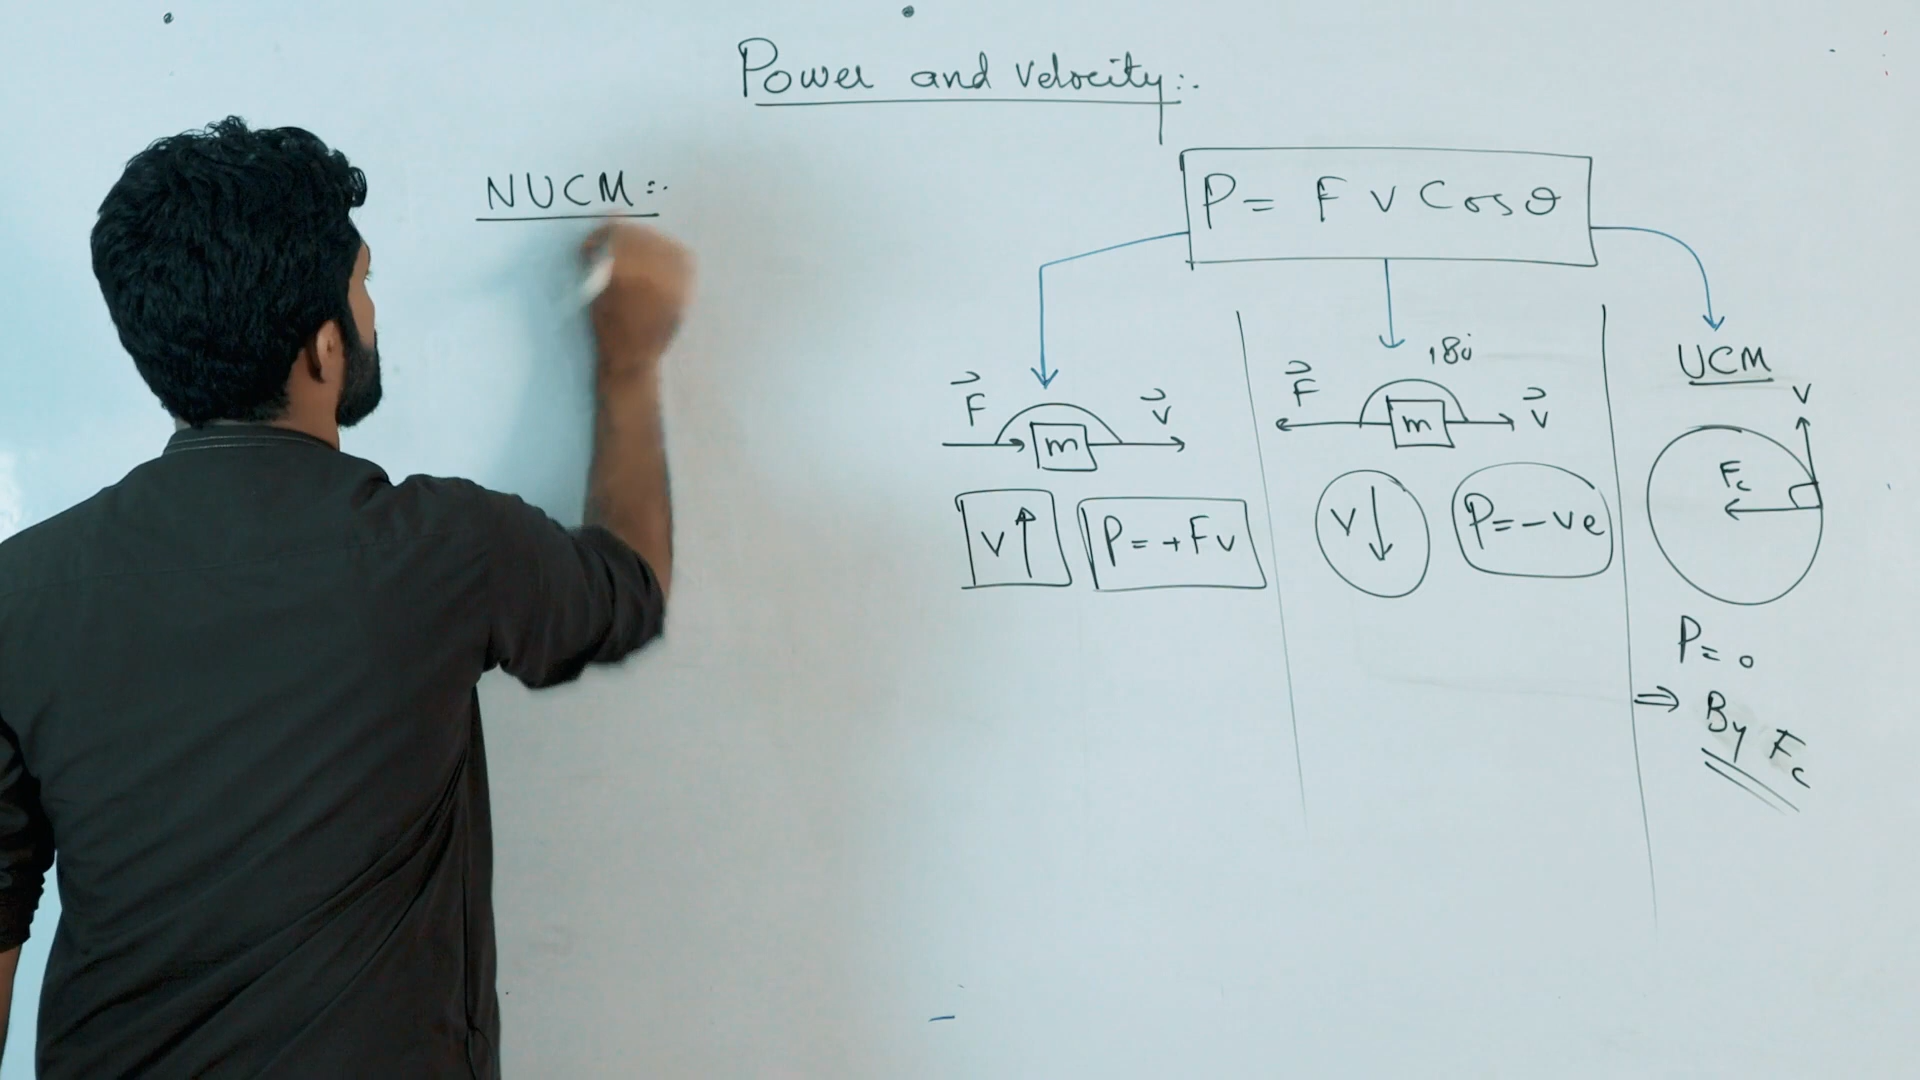 Power and velocity:.
NUCM:.
P = F v Cosθ
F m v
v↑ P = +Fv
180
F m v
v↓ P = -ve
UCM
v
Fc
P = 0
⇒ By Fc